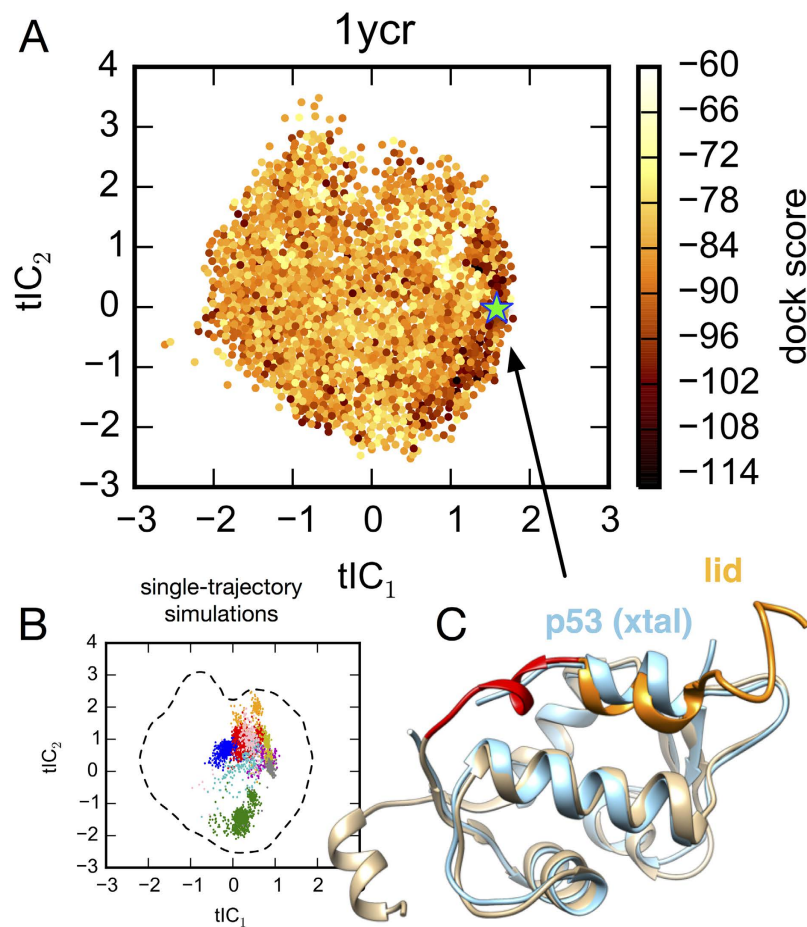 A
1ycr
4
3
2
1
0
−1
−2
−3
tIC2
−3 −2 −1 0 1 2 3
tIC1
−60
−66
−72
−78
−84
−90
−96
−102
−108
−114
dock score
B
single-trajectory
simulations
4
3
2
1
0
−1
−2
−3
tIC2
−3 −2 −1 0 1 2
tIC1
C
lid
p53 (xtal)